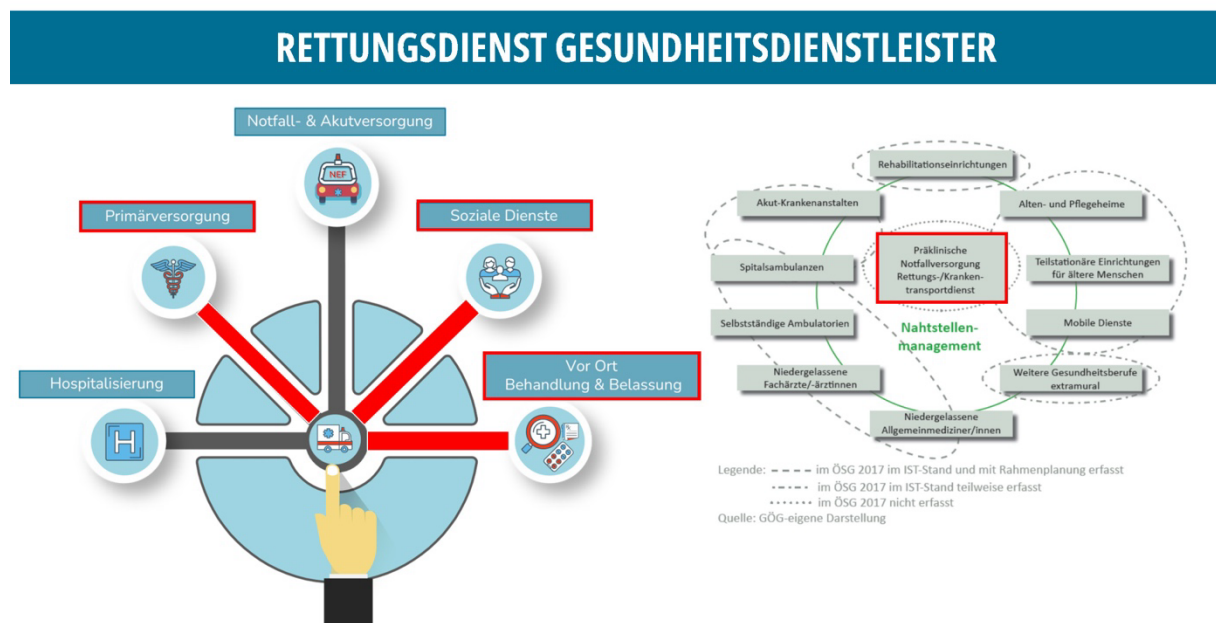 RETTUNGSDIENST GESUNDHEITSDIENSTLEISTER
Notfall- & Akutversorgung
NEF
Primärversorgung
Soziale Dienste
Hospitalisierung
H
Vor Ort
Behandlung & Belassung
Rehabilitationseinrichtungen
Akut-Krankenanstalten
Alten- und Pflegeheime
Präklinische
Notfallversorgung
Rettungs-/Kranken-
transportdienst
Spitalsambulanzen
Teilstationäre Einrichtungen
für ältere Menschen
Selbstständige Ambulatorien
Nahtstellen-
management
Mobile Dienste
Niedergelassene
Fachärzte/-ärztinnen
Weitere Gesundheitsberufe
extramural
Niedergelassene
Allgemeinmediziner/innen
Legende: im ÖSG 2017 im IST-Stand und mit Rahmenplanung erfasst
im ÖSG 2017 im IST-Stand teilweise erfasst
im ÖSG 2017 nicht erfasst
Quelle: GÖG-eigene Darstellung